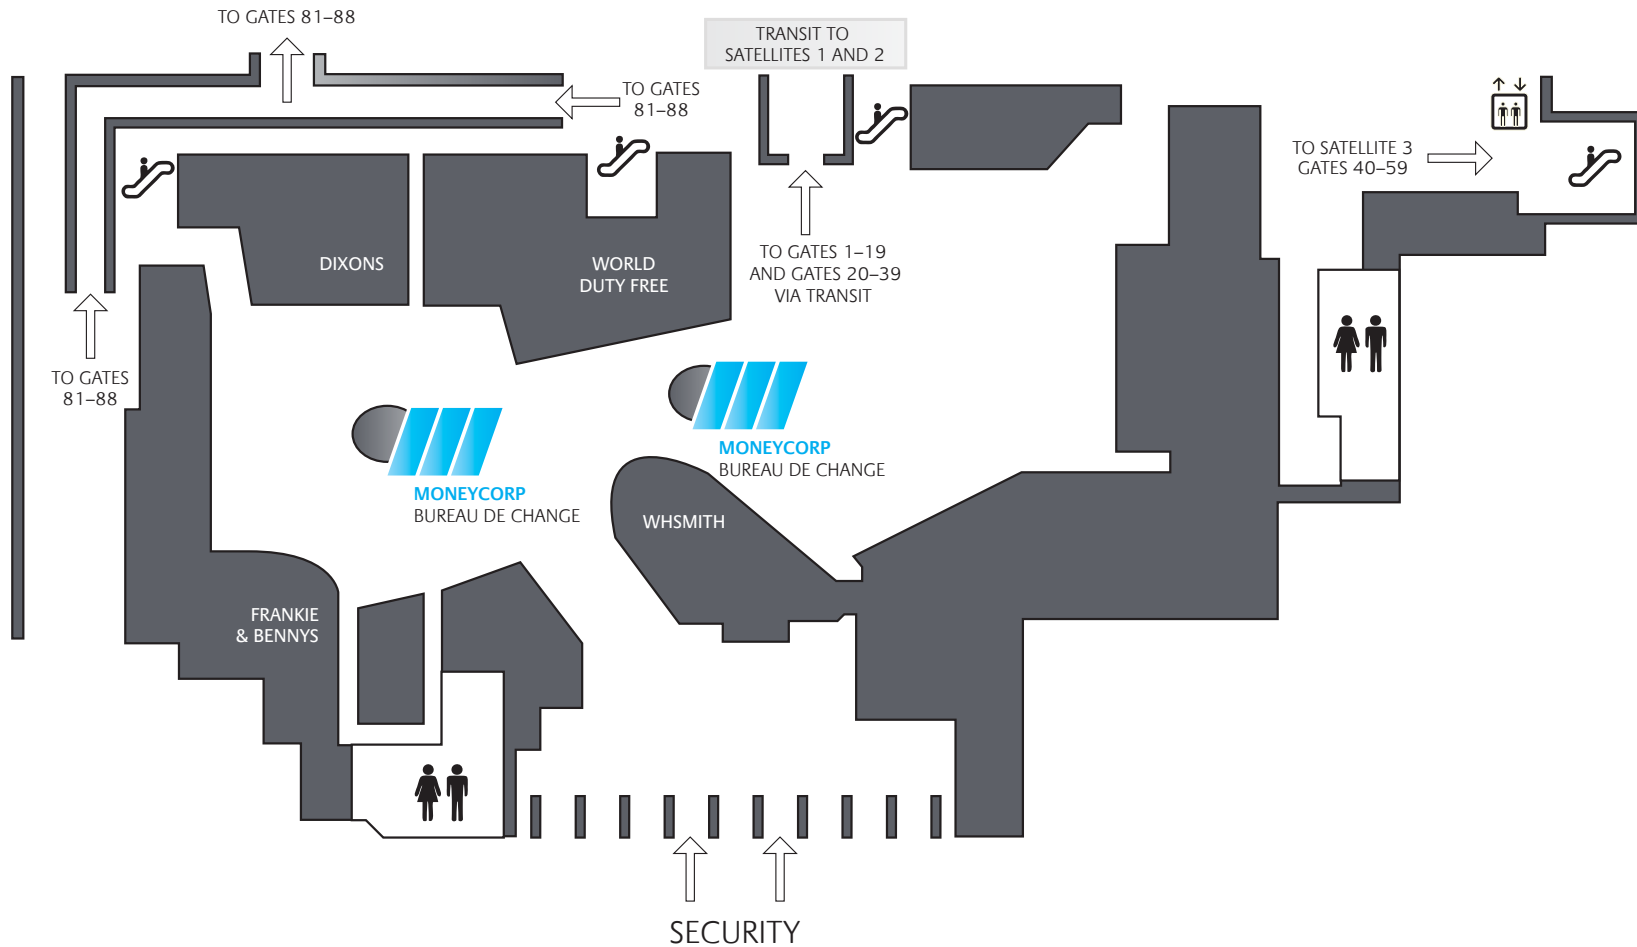 TO GATES 81–88
TRANSIT TO
SATELLITES 1 AND 2
TO GATES
81–88
TO SATELLITE 3
GATES 40–59
DIXONS
WORLD
DUTY FREE
TO GATES 1–19
AND GATES 20–39
VIA TRANSIT
TO GATES
81–88
MONEYCORP
BUREAU DE CHANGE
MONEYCORP
BUREAU DE CHANGE
WHSMITH
FRANKIE
& BENNYS
SECURITY